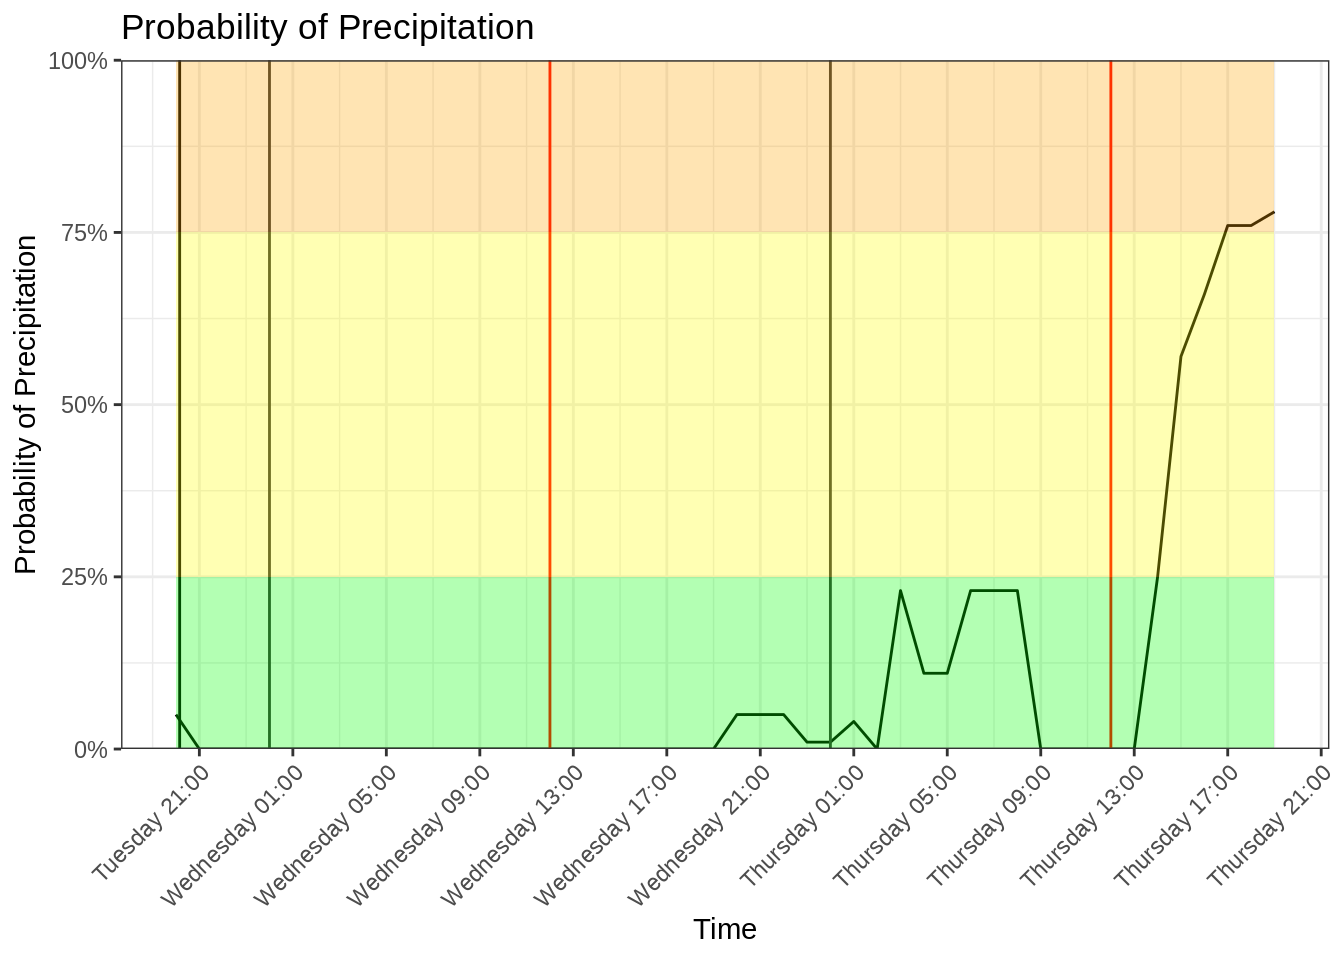 Probability of Precipitation
Probability of Precipitation
100%
75%
50%
25%
0%
Tuesday 21:00
Wednesday 01:00
Wednesday 05:00
Wednesday 09:00
Wednesday 13:00
Wednesday 17:00
Wednesday 21:00
Thursday 01:00
Thursday 05:00
Thursday 09:00
Thursday 13:00
Thursday 17:00
Thursday 21:00
Time